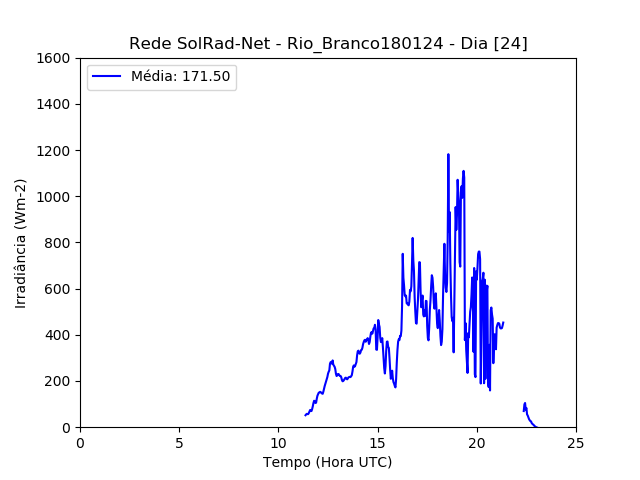 Rede SolRad-Net - Rio_Branco180124 - Dia [24]
1600
1400
1200
1000
800
600
400
200
0
Média: 171.50
Irradiância (Wm-2)
0 5 10 15 20 25
Tempo (Hora UTC)